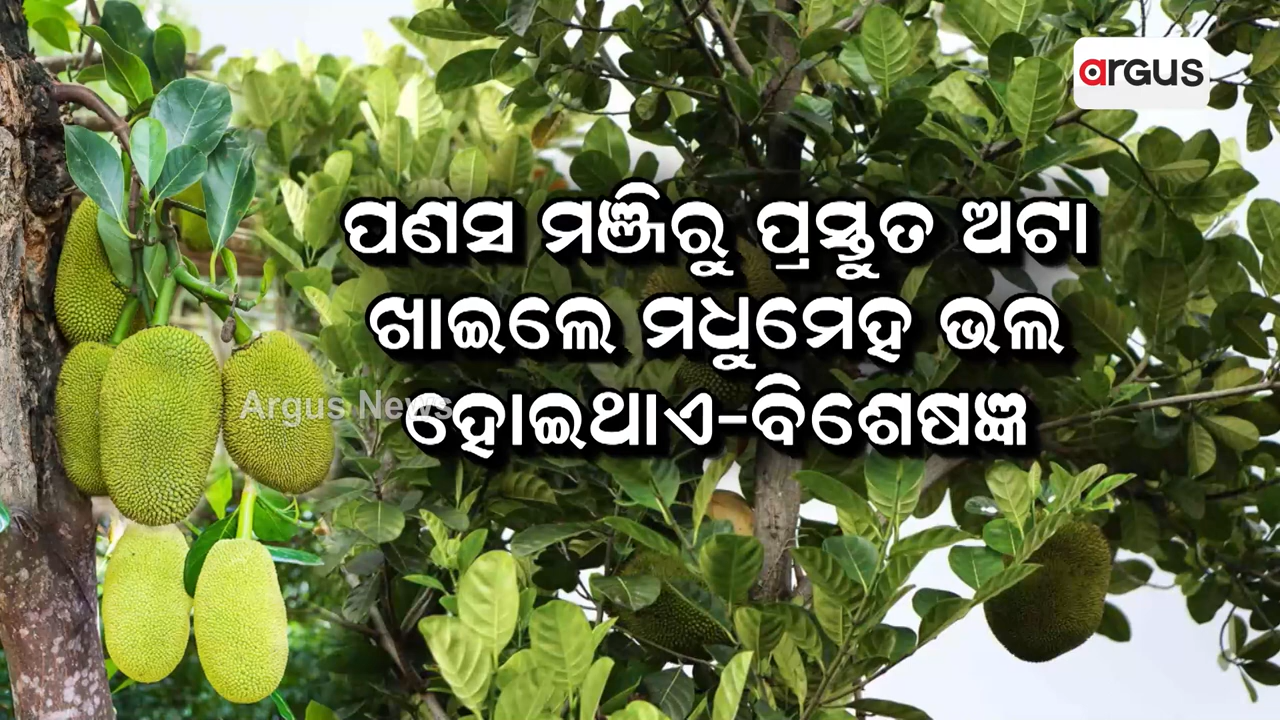 argus
ପଣସ ମଞ୍ଜିରୁ ପ୍ରସ୍ତୁତ ଅଟା
ଖାଇଲେ ମଧୁମେହ ଭଲ
Argus News
ହୋଇଥାଏ-ବିଶେଷଜ୍ଞ